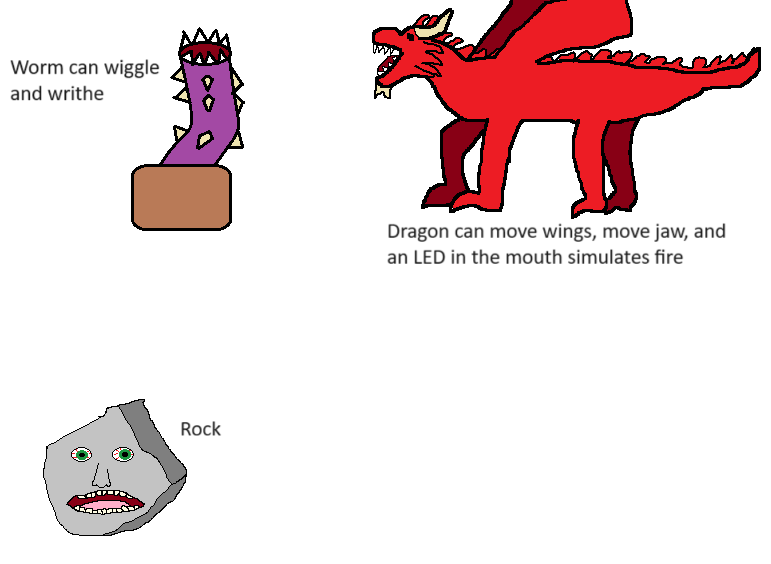 Worm can wiggle
and writhe
Dragon can move wings, move jaw, and
an LED in the mouth simulates fire
Rock